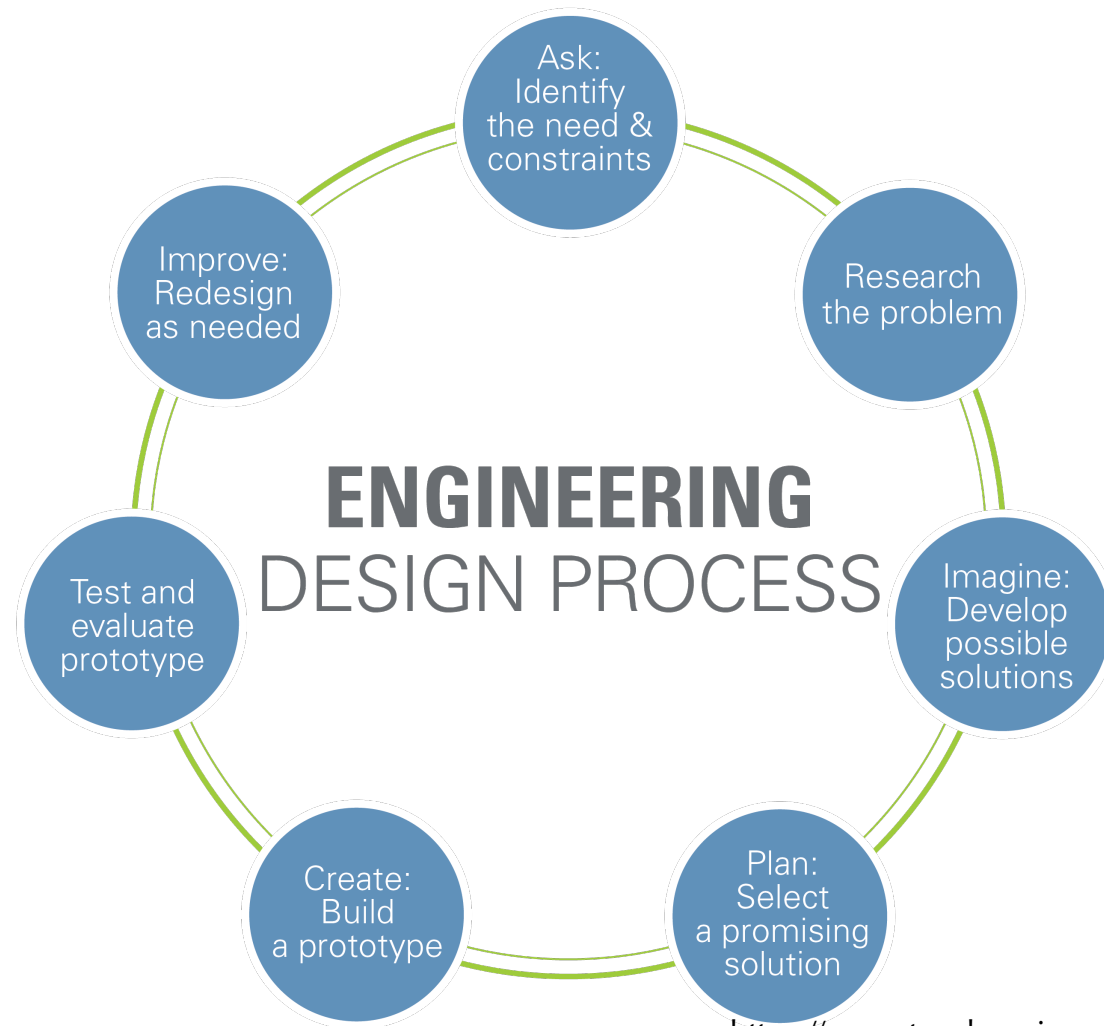 Ask:
Identify
the need &
constraints
Research
the problem
Imagine:
Develop
possible
solutions
Plan:
Select
a promising
solution
Create:
Build
a prototype
Test and
evaluate
prototype
Improve:
Redesign
as needed
ENGINEERING
DESIGN PROCESS